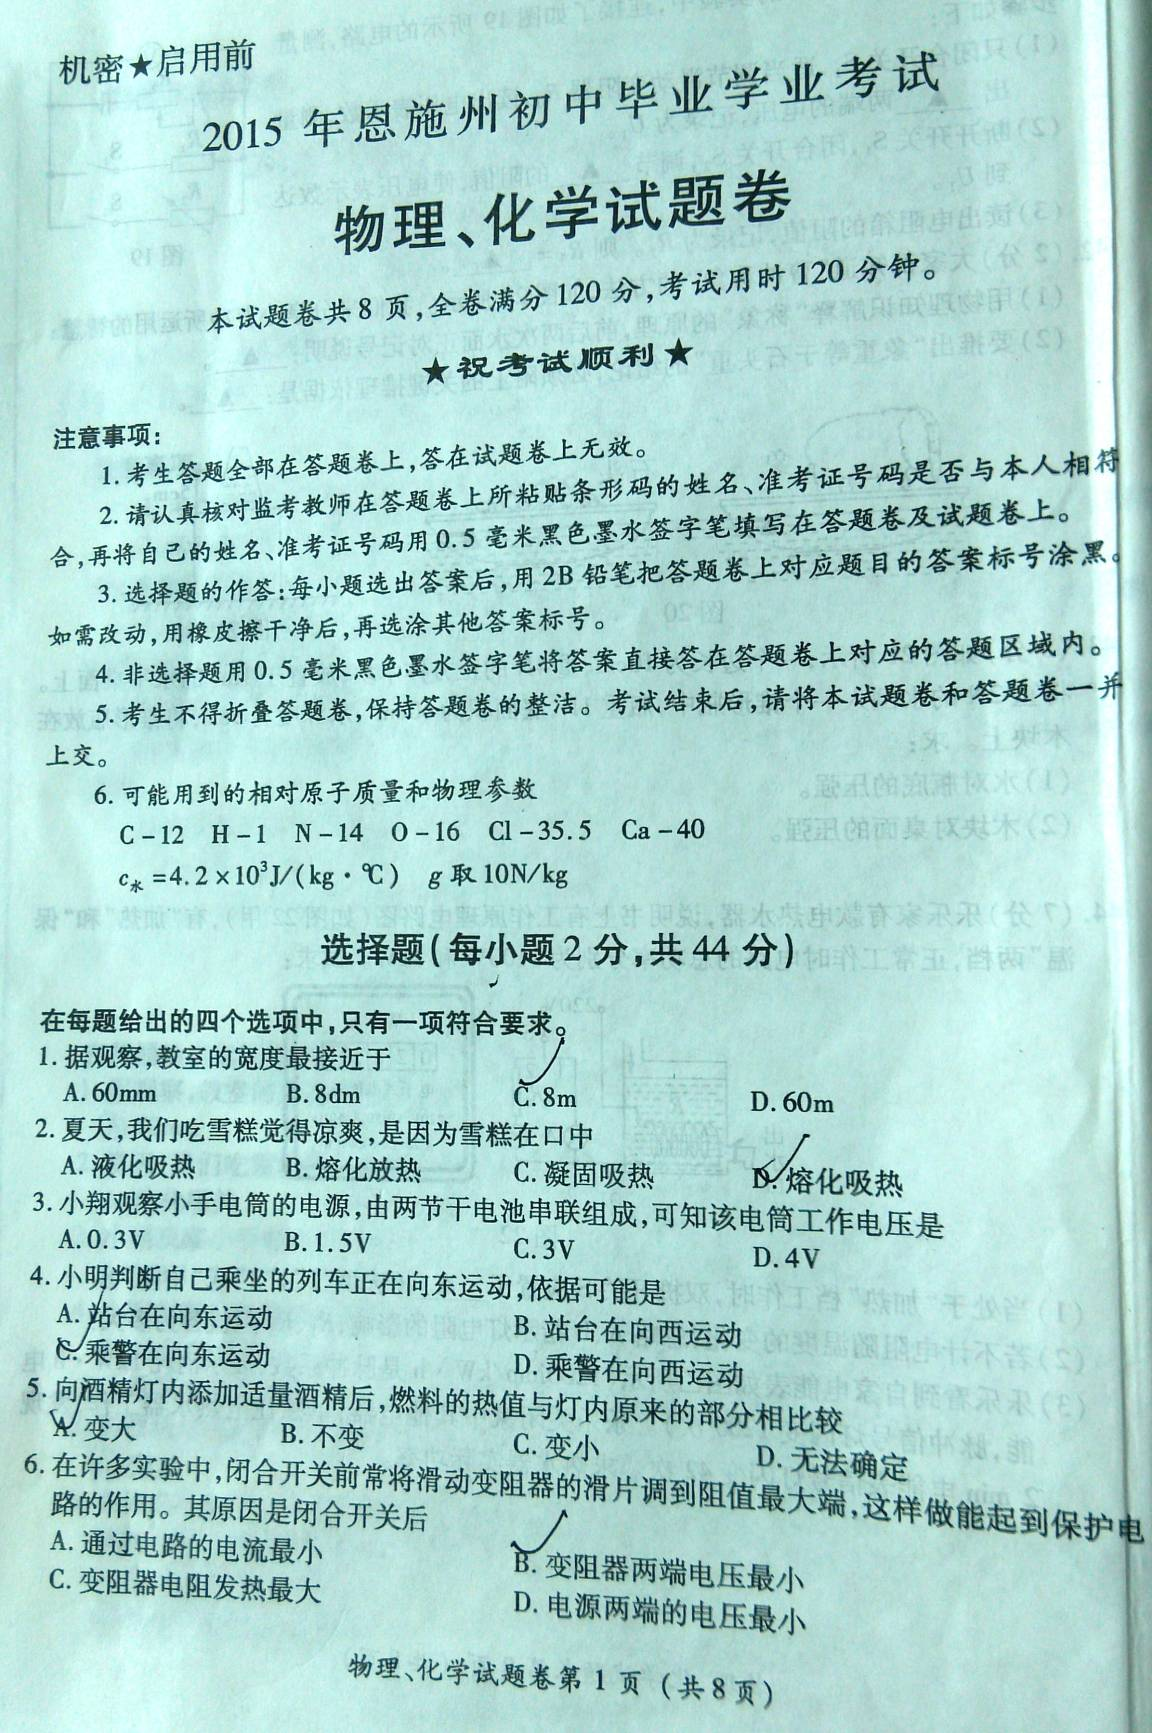 机密★启用前
2015年恩施州初中毕业学业考试
物理、化学试题卷
本试题卷共8页,全卷满分120分,考试用时120分钟。
★祝考试顺利★
注意事项:
1.考生答题全部在答题卷上,答在试题卷上无效。
2.请认真核对监考教师在答题卷上所粘贴条形码的姓名、准考证号码是否与本人相符
合,再将自己的姓名、准考证号码用0.5毫米黑色墨水签字笔填写在答题卷及试题卷上。
3.选择题的作答:每小题选出答案后,用2B铅笔把答题卷上对应题目的答案标号涂黑。
如需改动,用橡皮擦干净后,再选涂其他答案标号。
4.非选择题用0.5毫米黑色墨水签字笔将答案直接答在答题卷上对应的答题区域内。
5.考生不得折叠答题卷,保持答题卷的整洁。考试结束后,请将本试题卷和答题卷一并
上交。
6.可能用到的相对原子质量和物理参数
C-12 H-1 N-14 O-16 Cl-35.5 Ca-40
c水=4.2×10³J/(kg·℃) g取10N/kg
选择题(每小题2分,共44分)
在每题给出的四个选项中,只有一项符合要求。
1.据观察,教室的宽度最接近于
A.60mm B.8dm C.8m D.60m
2.夏天,我们吃雪糕觉得凉爽,是因为雪糕在口中
A.液化吸热 B.熔化放热 C.凝固吸热 D.熔化吸热
3.小翔观察小手电筒的电源,由两节干电池串联组成,可知该电筒工作电压是
A.0.3V B.1.5V C.3V D.4V
4.小明判断自己乘坐的列车正在向东运动,依据可能是
A.站台在向东运动 B.站台在向西运动
C.乘警在向东运动 D.乘警在向西运动
5.向酒精灯内添加适量酒精后,燃料的热值与灯内原来的部分相比较
A.变大 B.不变 C.变小 D.无法确定
6.在许多实验中,闭合开关前常将滑动变阻器的滑片调到阻值最大端,这样做能起到保护电
路的作用。其原因是闭合开关后
A.通过电路的电流最小 B.变阻器两端电压最小
C.变阻器电阻发热最大 D.电源两端的电压最小
物理、化学试题卷第1页(共8页)